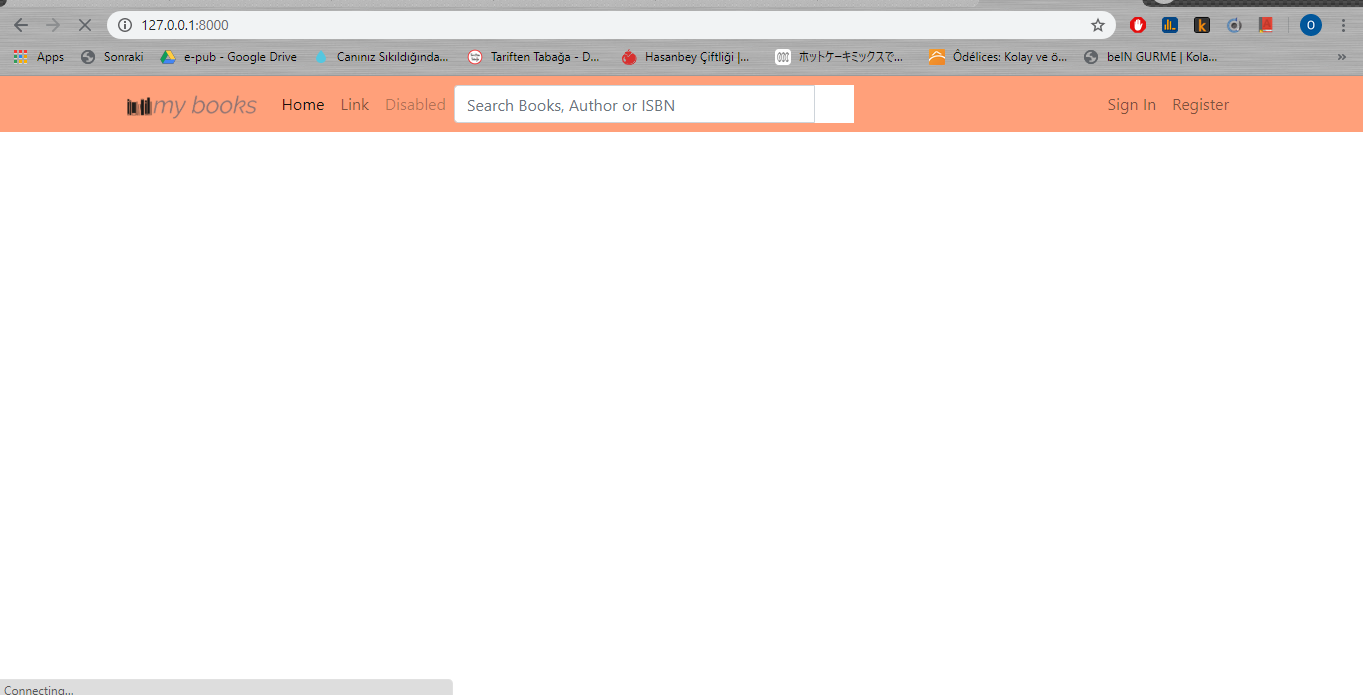 127.0.0.1:8000
O
Apps Sonraki e-pub - Google Drive Canınız Sıkıldığında... Tariften Tabağa - D... Hasanbey Çiftliği |... ホットケーキミックスで... Ôdélices: Kolay ve ö... beIN GURME | Kola... »
my books Home Link Disabled Search Books, Author or ISBN Sign In Register
Connecting...